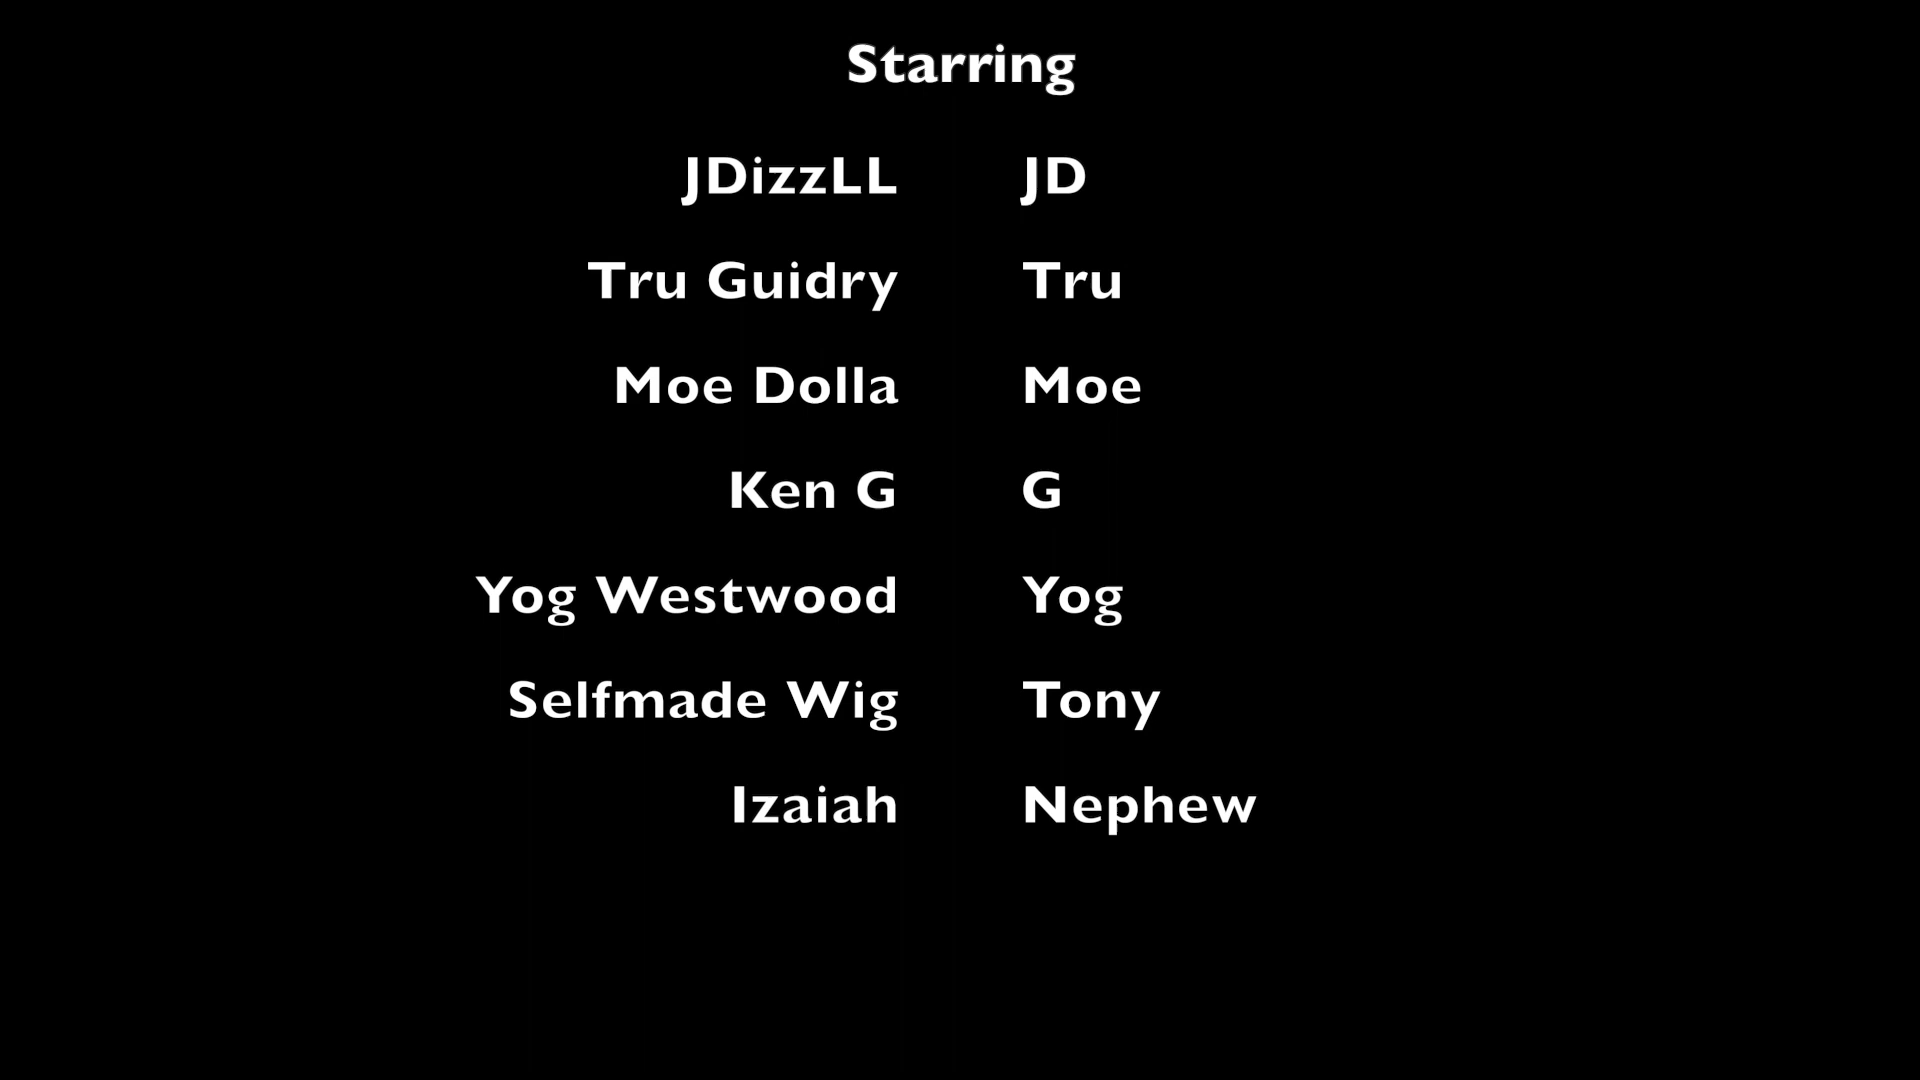 Starring
JDizzLL JD
Tru Guidry Tru
Moe Dolla Moe
Ken G G
Yog Westwood Yog
Selfmade Wig Tony
Izaiah Nephew